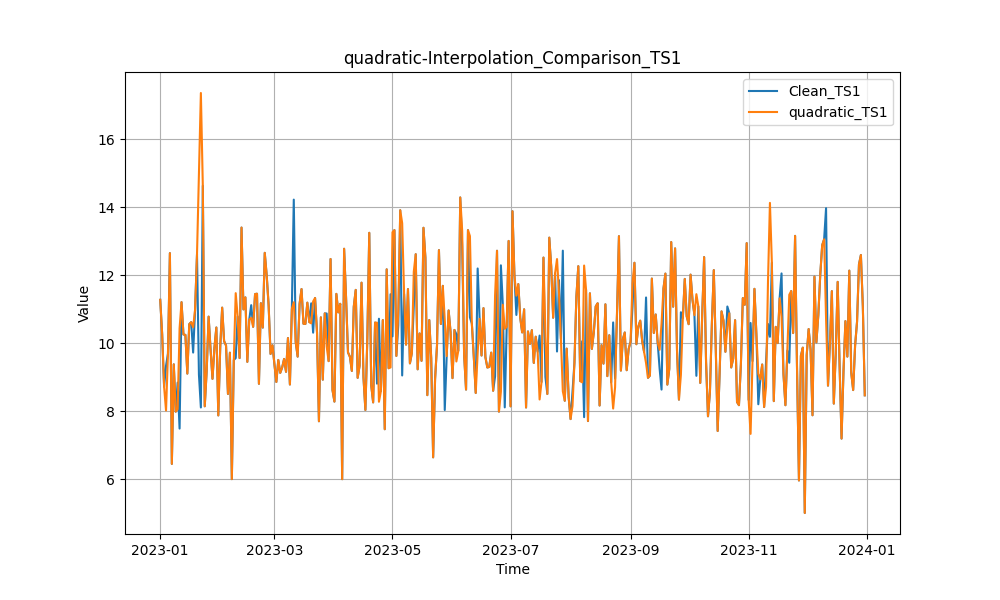 quadratic-Interpolation_Comparison_TS1
Clean_TS1
quadratic_TS1
Value
16
14
12
10
8
6
2023-01
2023-03
2023-05
2023-07
2023-09
2023-11
2024-01
Time